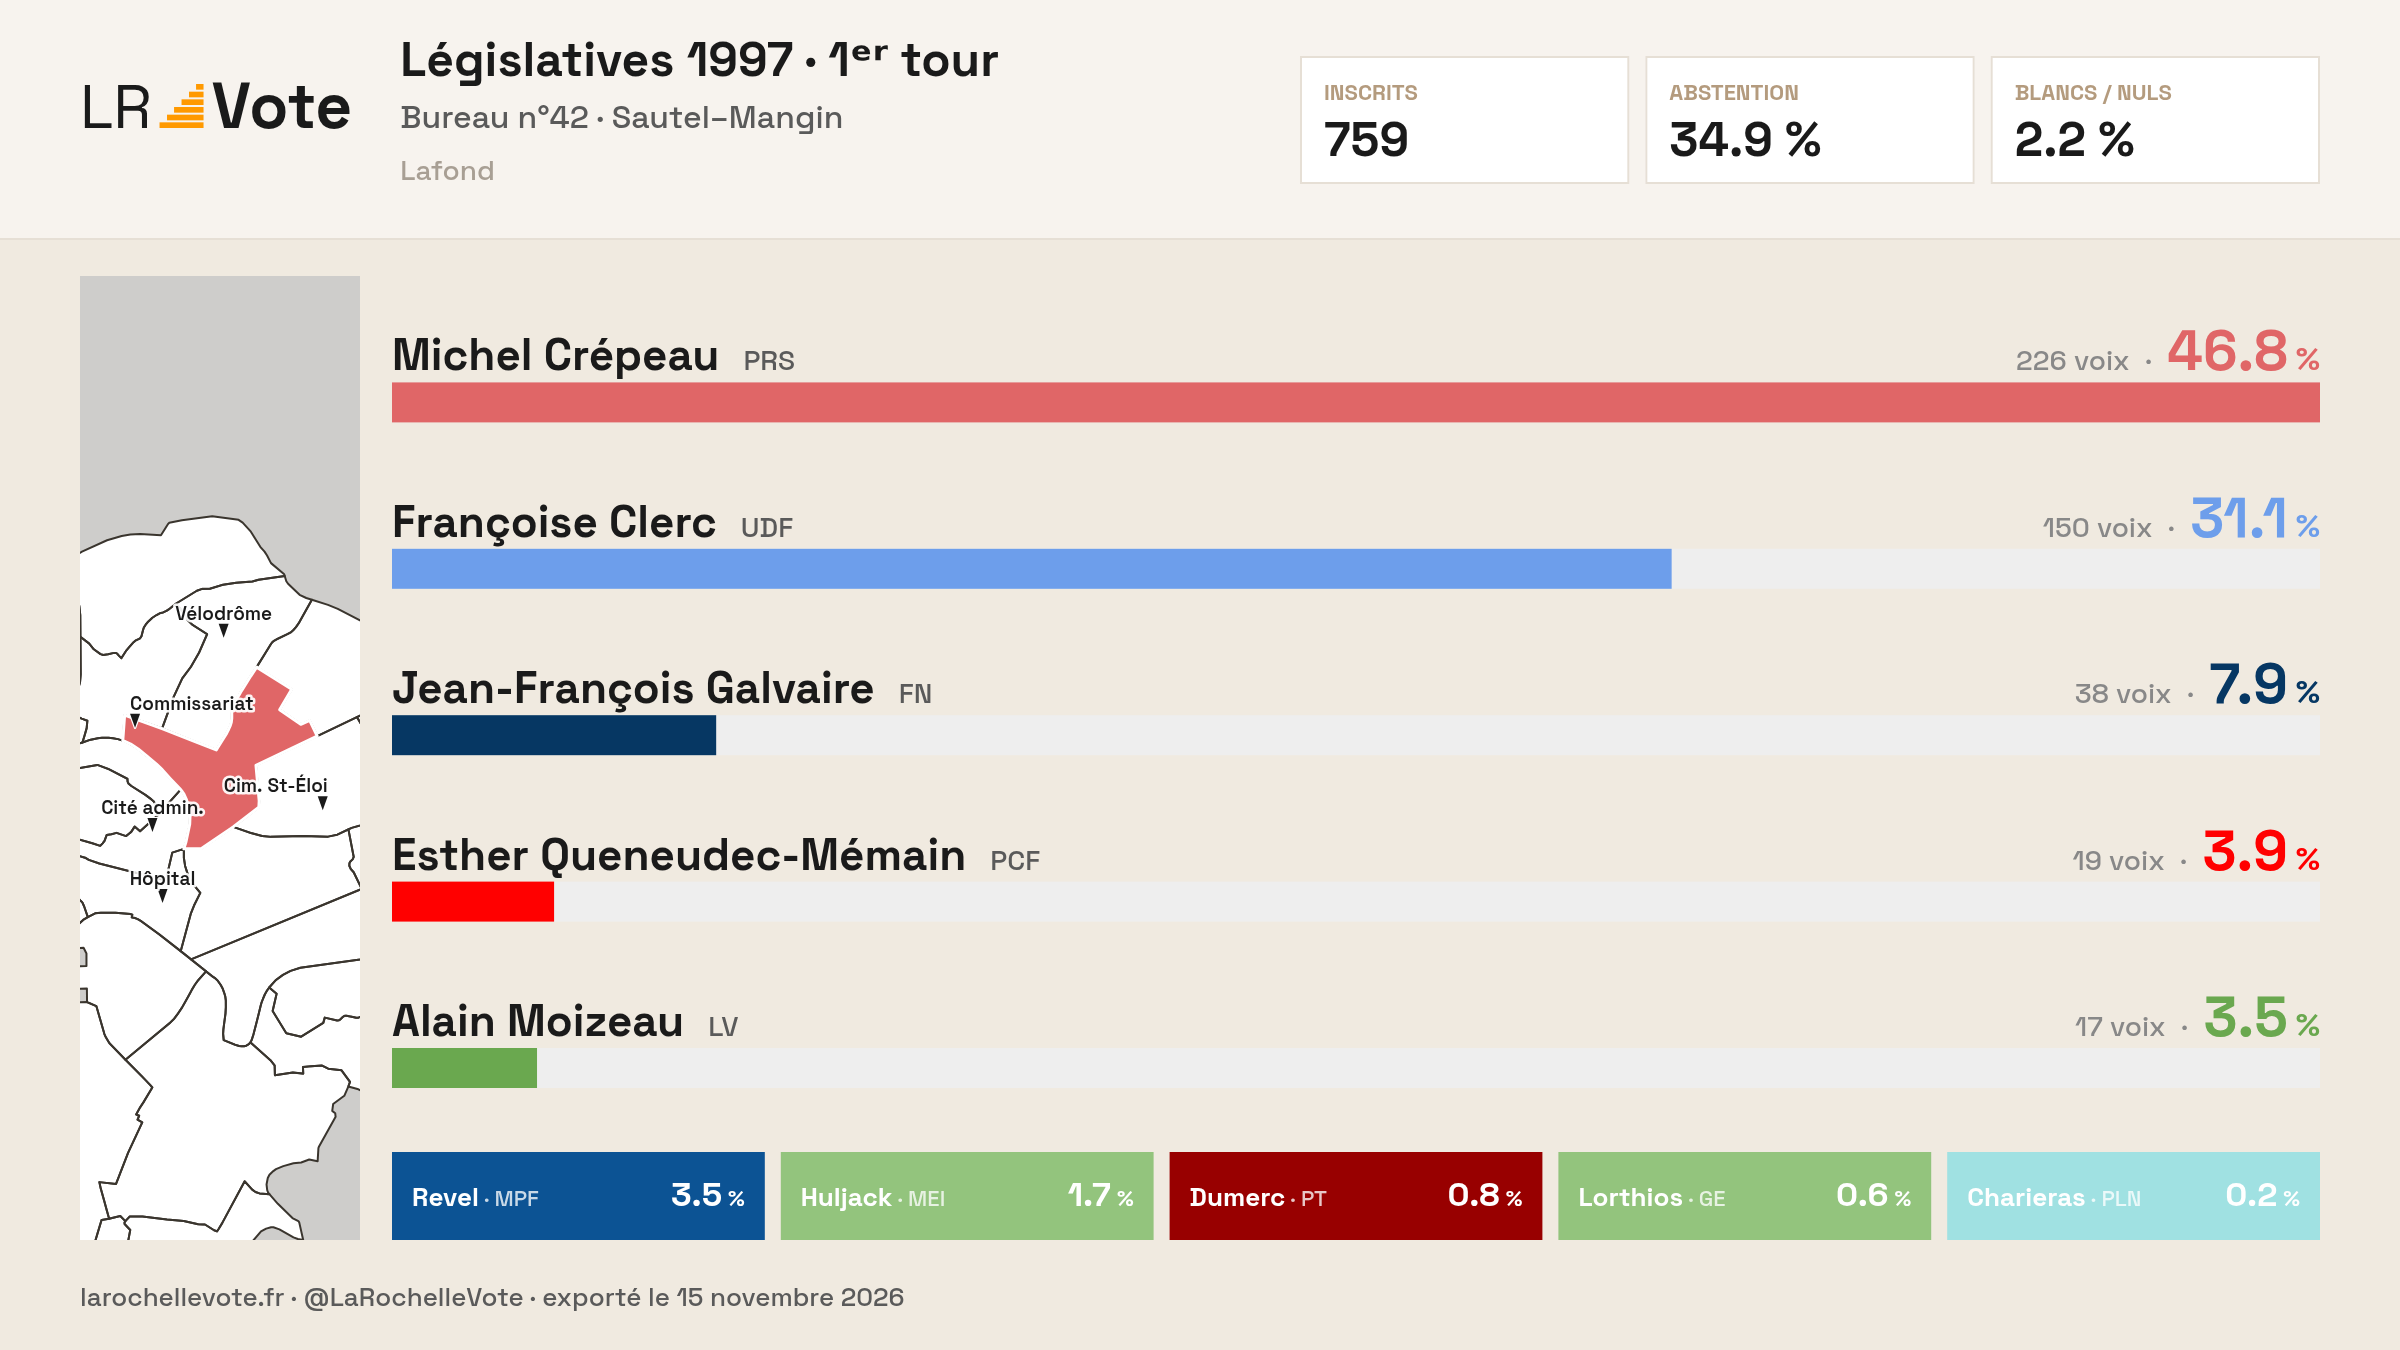 LR Vote
Législatives 1997 · 1er tour
Bureau n°42 · Sautel–Mangin
Lafond
INSCRITS
759
ABSTENTION
34.9 %
BLANCS / NULS
2.2 %
Vélodrôme
Commissariat
Cim. St-Éloi
Cité admin.
Hôpital
Michel Crépeau PRS 226 voix · 46.8 %
Françoise Clerc UDF 150 voix · 31.1 %
Jean-François Galvaire FN 38 voix · 7.9 %
Esther Queneudec-Mémain PCF 19 voix · 3.9 %
Alain Moizeau LV 17 voix · 3.5 %
Revel · MPF 3.5 %
Huljack · MEI 1.7 %
Dumerc · PT 0.8 %
Lorthios · GE 0.6 %
Charieras · PLN 0.2 %
larochellevote.fr · @LaRochelleVote · exporté le 15 novembre 2026